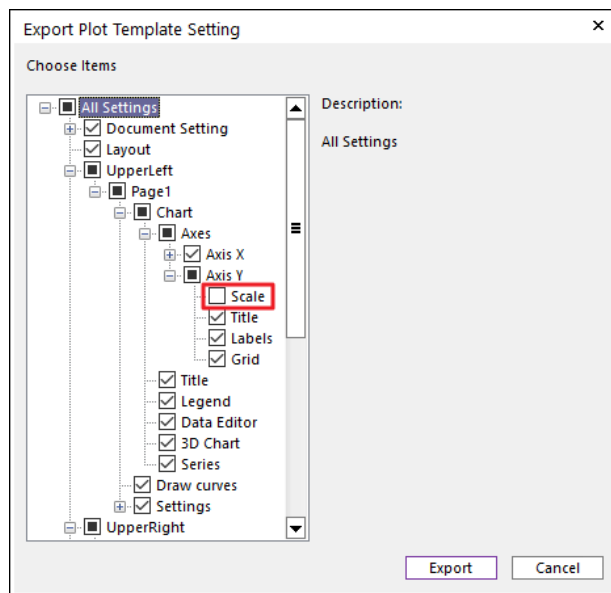 Export Plot Template Setting
Choose Items
All Settings
Document Setting
Layout
UpperLeft
Page1
Chart
Axes
Axis X
Axis Y
Scale
Title
Labels
Grid
Title
Legend
Data Editor
3D Chart
Series
Draw curves
Settings
UpperRight
Description:
All Settings
Export
Cancel